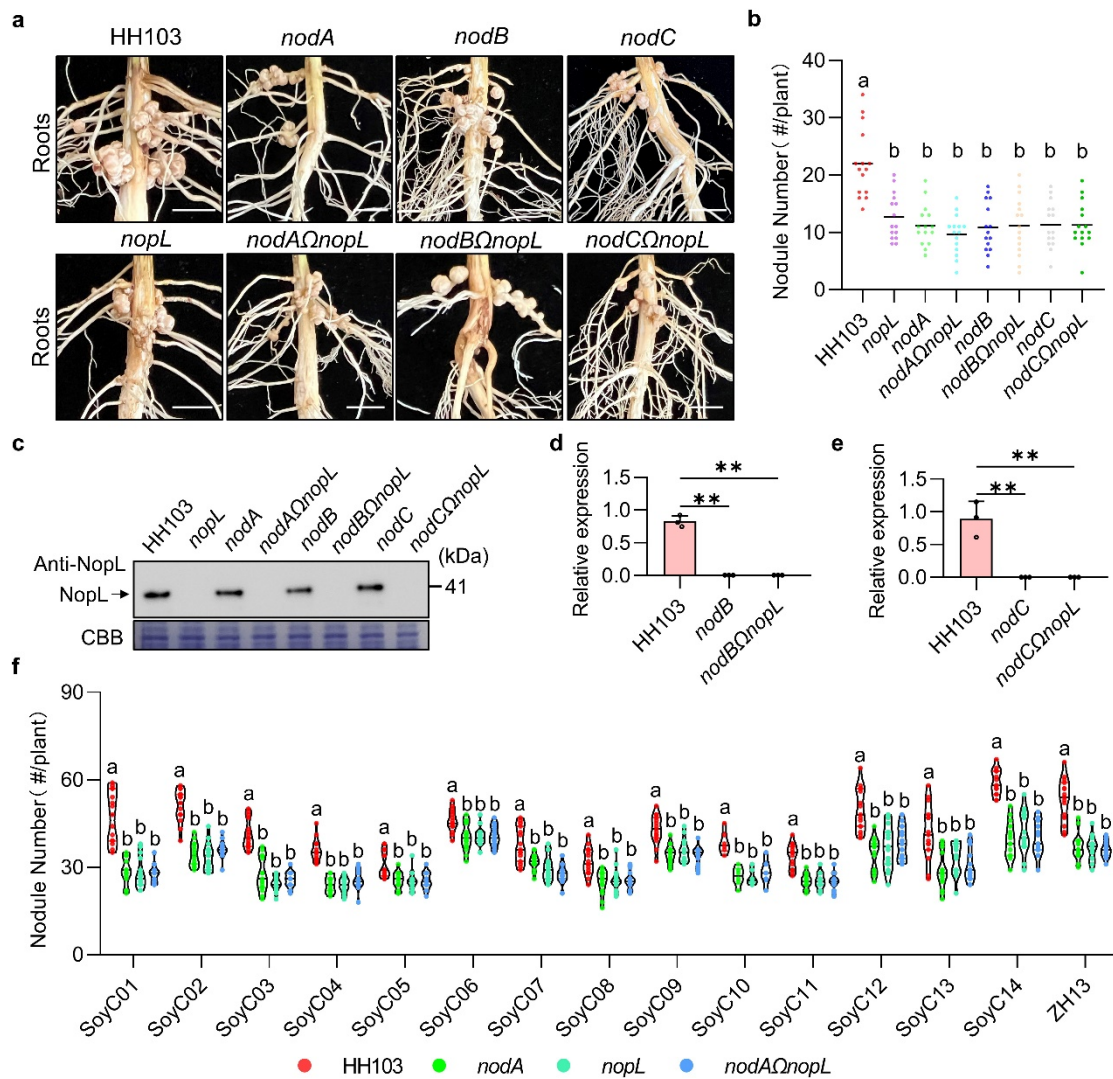 a
HH103 nodA nodB nodC
Roots
nopL nodAΩnopL nodBΩnopL nodCΩnopL
Roots
b
Nodule Number( #/plant)
40
30
20
10
0
a b b b b b b b
HH103 nopL nodA nodAΩnopL nodB nodBΩnopL nodC nodCΩnopL
c
HH103 nopL nodA nodAΩnopL nodB nodBΩnopL nodC nodCΩnopL
Anti-NopL (kDa)
NopL 41
CBB
d
Relative expression
1.5
1.0
0.5
0.0
**
**
HH103 nodB nodBΩnopL
e
Relative expression
1.5
1.0
0.5
0.0
**
**
HH103 nodC nodCΩnopL
f
Nodule Number( #/plant)
90
60
30
0
a b b b a b b b a b b b a b b b a b b b a b b b a b b b a b b b a b b b a b b b a b b b a b b b a b b b a b b b a b b b
SoyC01 SoyC02 SoyC03 SoyC04 SoyC05 SoyC06 SoyC07 SoyC08 SoyC09 SoyC10 SoyC11 SoyC12 SoyC13 SoyC14 ZH13
HH103 nodA nopL nodAΩnopL